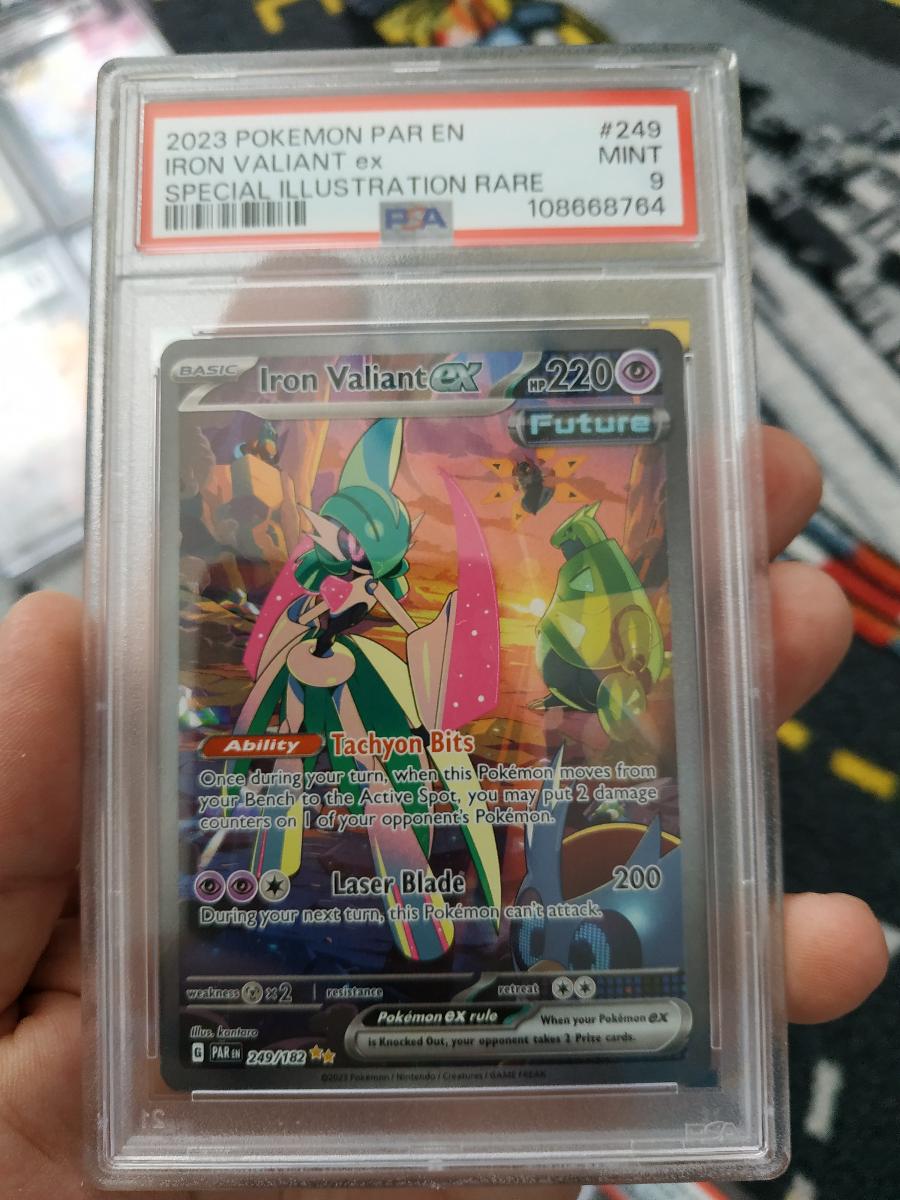 2023 POKEMON PAR EN
#249
IRON VALIANT ex
MINT
SPECIAL ILLUSTRATION RARE
9
PSA
108668764
BASIC
Iron Valiant ex
HP 220
Future
Ability Tachyon Bits
Once during your turn, when this Pokémon moves from
your Bench to the Active Spot, you may put 2 damage
counters on 1 of your opponent's Pokémon.
Laser Blade 200
During your next turn, this Pokémon can't attack.
weakness x2 resistance retreat
Pokémon ex rule When your Pokémon ex
is Knocked Out, your opponent takes 2 Prize cards.
Illus. kantaro
G PAR EN 249/182
©2023 Pokémon / Nintendo / Creatures / GAME FREAK